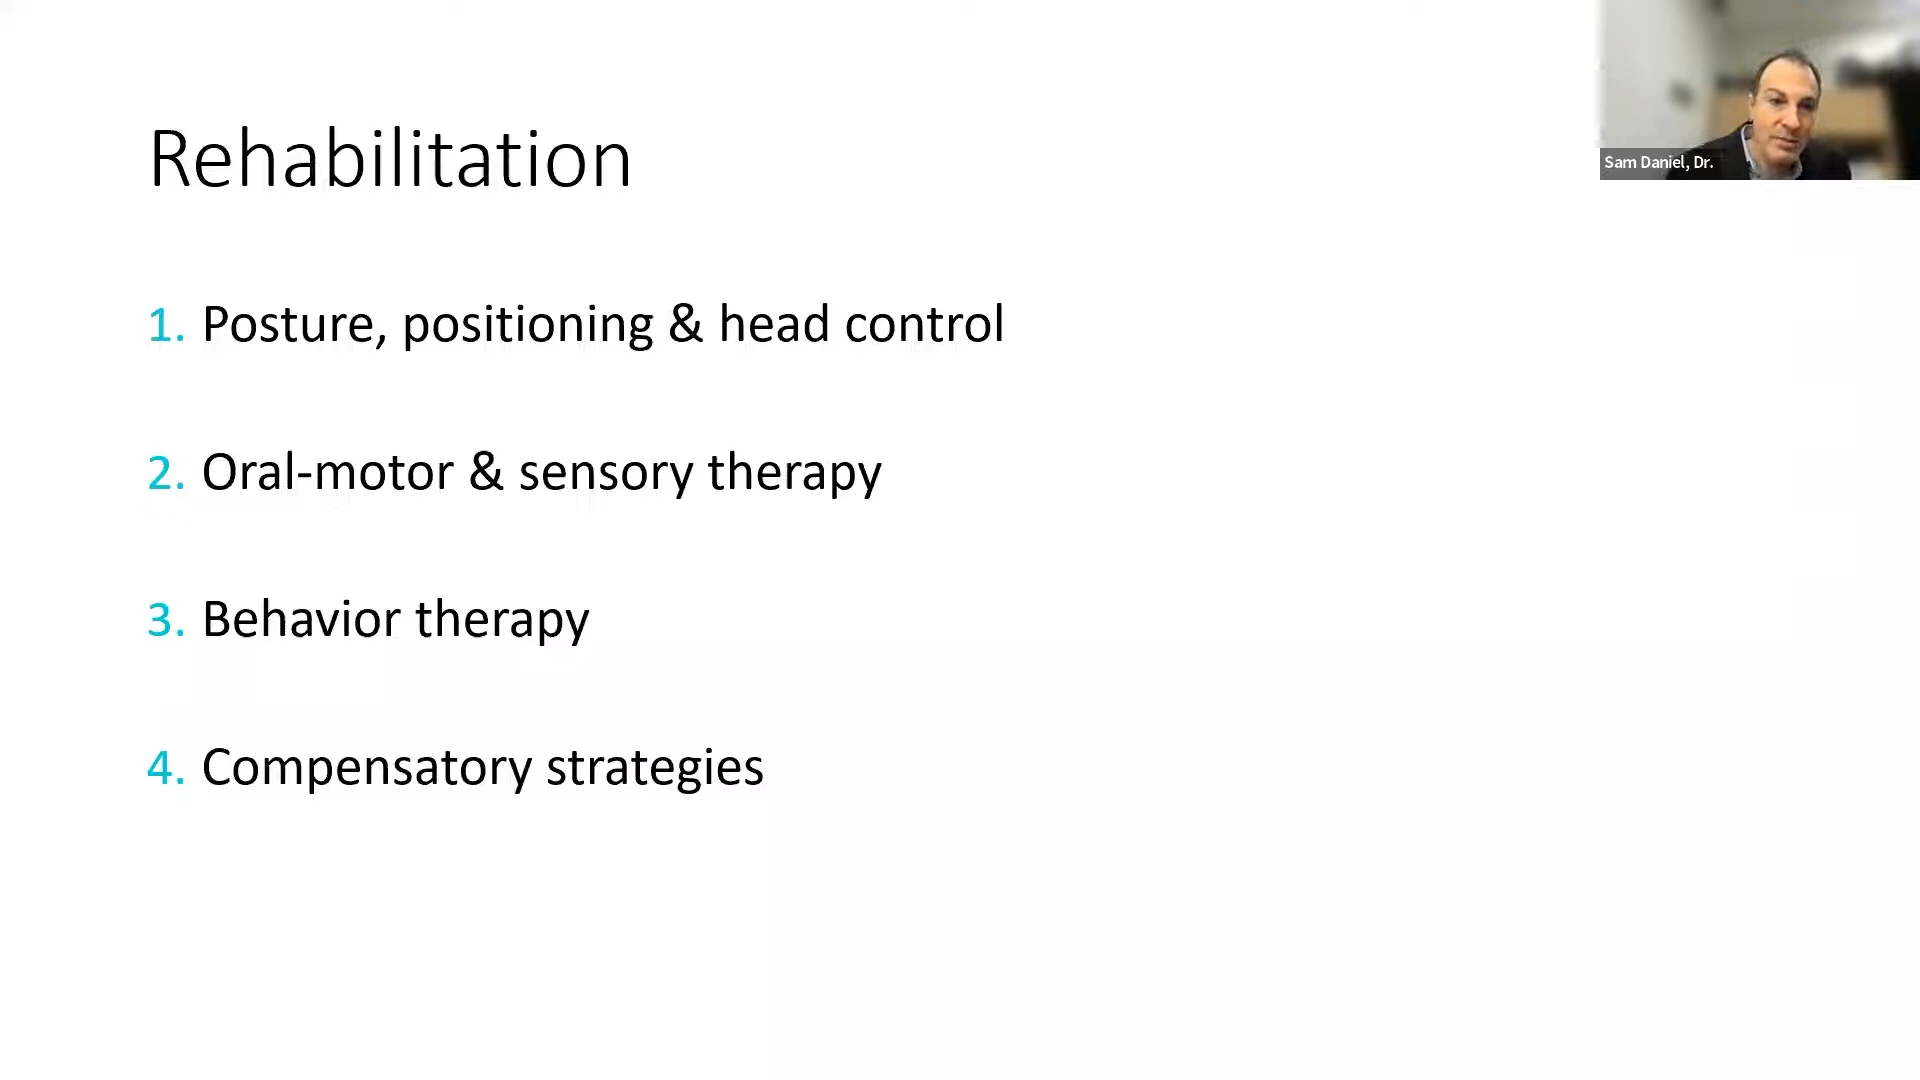 Sam Daniel, Dr.
Rehabilitation
1. Posture, positioning & head control
2. Oral-motor & sensory therapy
3. Behavior therapy
4. Compensatory strategies